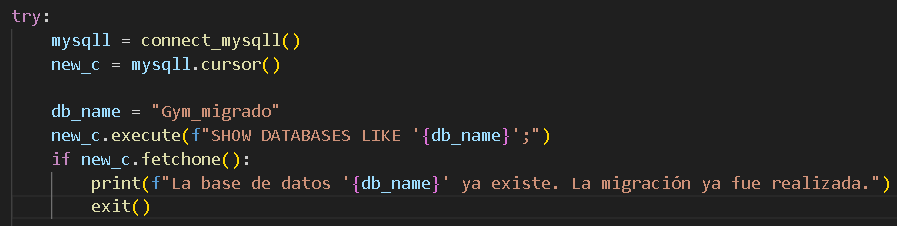 try:
    mysqll = connect_mysqll()
    new_c = mysqll.cursor()

    db_name = "Gym_migrado"
    new_c.execute(f"SHOW DATABASES LIKE '{db_name}';")
    if new_c.fetchone():
        print(f"La base de datos '{db_name}' ya existe. La migración ya fue realizada.")
        exit()